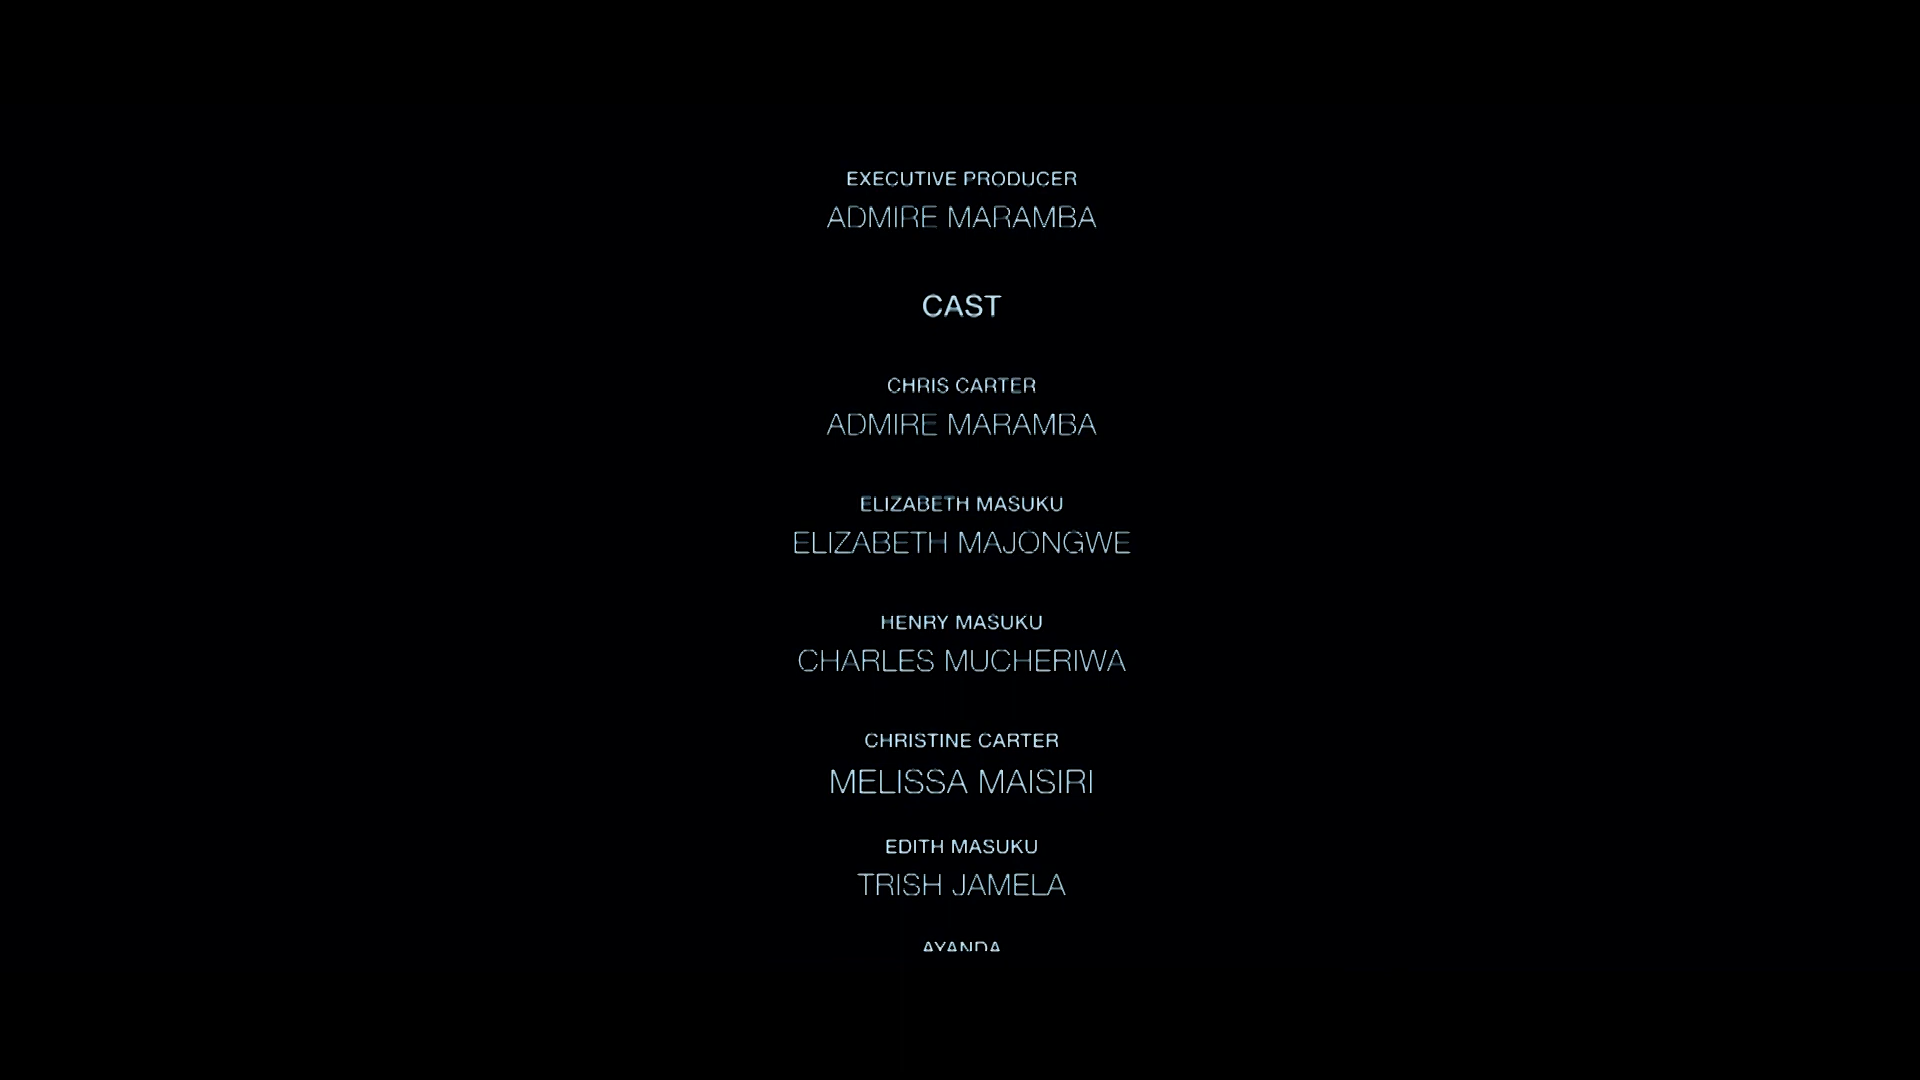 EXECUTIVE PRODUCER
ADMIRE MARAMBA
CAST
CHRIS CARTER
ADMIRE MARAMBA
ELIZABETH MASUKU
ELIZABETH MAJONGWE
HENRY MASUKU
CHARLES MUCHERIWA
CHRISTINE CARTER
MELISSA MAISIRI
EDITH MASUKU
TRISH JAMELA
AYANDA